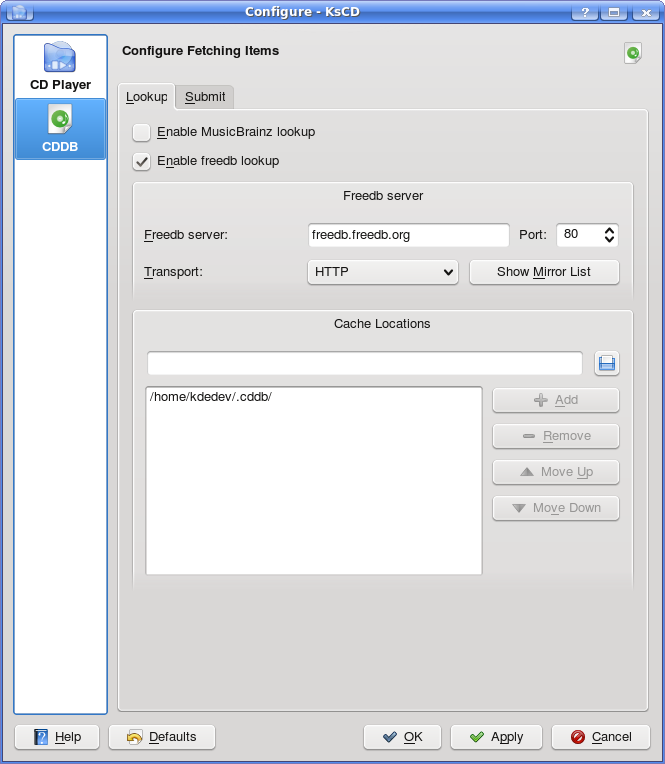 Configure - KsCD
CD Player
CDDB
Configure Fetching Items
Lookup Submit
Enable MusicBrainz lookup
Enable freedb lookup
Freedb server
Freedb server: freedb.freedb.org Port: 80
Transport: HTTP Show Mirror List
Cache Locations
/home/kdedev/.cddb/
Add
Remove
Move Up
Move Down
Help Defaults OK Apply Cancel